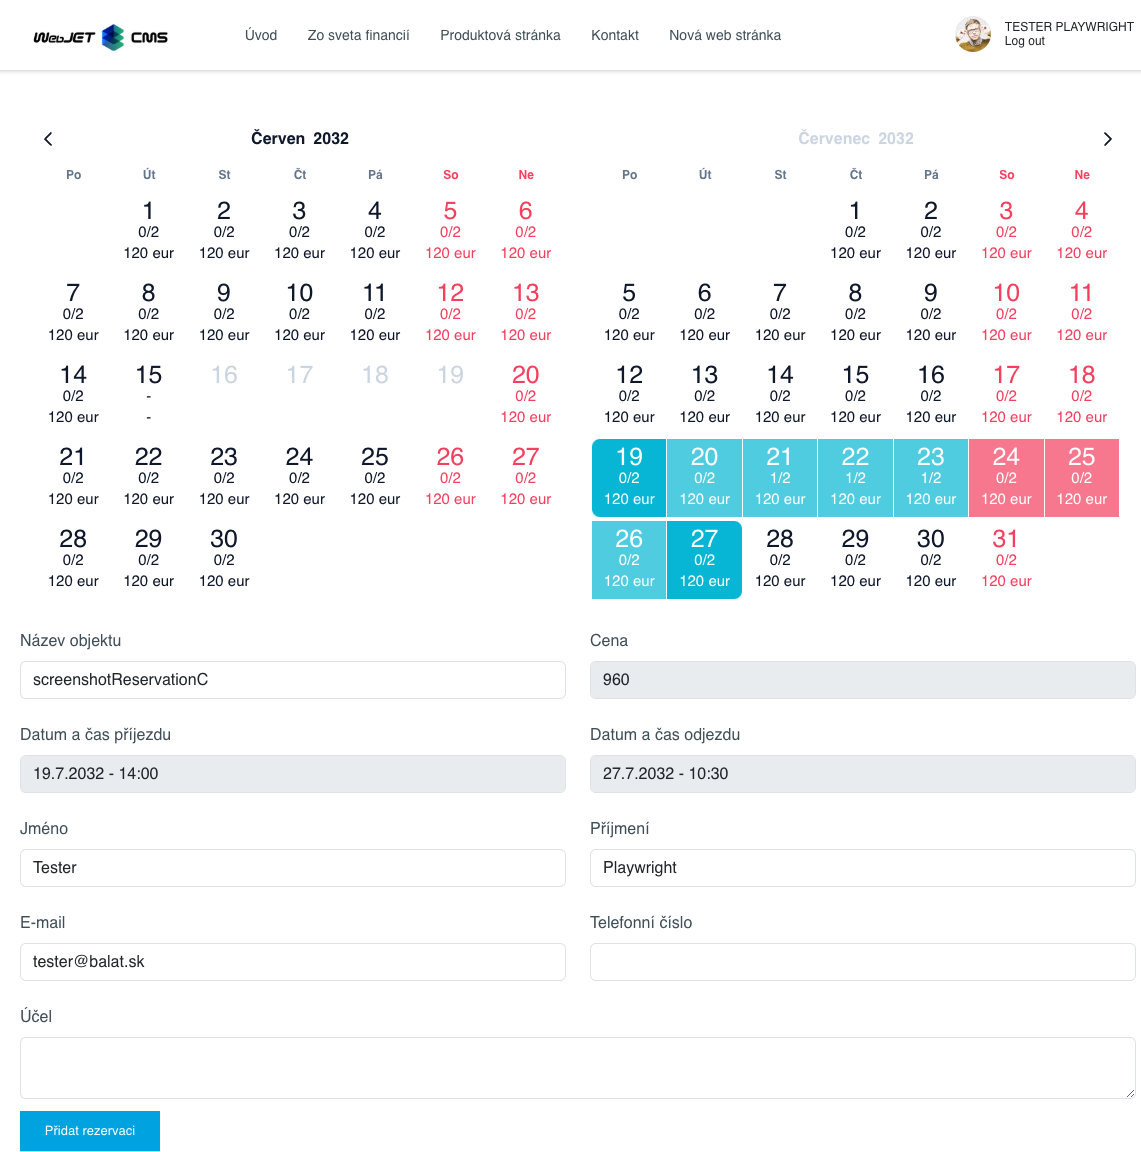 WebJET CMS
Úvod
Zo sveta financií
Produktová stránka
Kontakt
Nová web stránka
TESTER PLAYWRIGHT
Log out
Červen 2032
Po Út St Čt Pá So Ne
1 2 3 4 5 6
0/2 0/2 0/2 0/2 0/2 0/2
120 eur 120 eur 120 eur 120 eur 120 eur 120 eur
7 8 9 10 11 12 13
0/2 0/2 0/2 0/2 0/2 0/2 0/2
120 eur 120 eur 120 eur 120 eur 120 eur 120 eur 120 eur
14 15 16 17 18 19 20
0/2 - 0/2
120 eur - 120 eur
21 22 23 24 25 26 27
0/2 0/2 0/2 0/2 0/2 0/2 0/2
120 eur 120 eur 120 eur 120 eur 120 eur 120 eur 120 eur
28 29 30
0/2 0/2 0/2
120 eur 120 eur 120 eur
Červenec 2032
Po Út St Čt Pá So Ne
1 2 3 4
0/2 0/2 0/2 0/2
120 eur 120 eur 120 eur 120 eur
5 6 7 8 9 10 11
0/2 0/2 0/2 0/2 0/2 0/2 0/2
120 eur 120 eur 120 eur 120 eur 120 eur 120 eur 120 eur
12 13 14 15 16 17 18
0/2 0/2 0/2 0/2 0/2 0/2 0/2
120 eur 120 eur 120 eur 120 eur 120 eur 120 eur 120 eur
19 20 21 22 23 24 25
0/2 0/2 1/2 1/2 1/2 0/2 0/2
120 eur 120 eur 120 eur 120 eur 120 eur 120 eur 120 eur
26 27 28 29 30 31
0/2 0/2 0/2 0/2 0/2 0/2
120 eur 120 eur 120 eur 120 eur 120 eur 120 eur
Název objektu
screenshotReservationC
Cena
960
Datum a čas příjezdu
19.7.2032 - 14:00
Datum a čas odjezdu
27.7.2032 - 10:30
Jméno
Tester
Příjmení
Playwright
E-mail
tester@balat.sk
Telefonní číslo
Účel
Přidat rezervaci